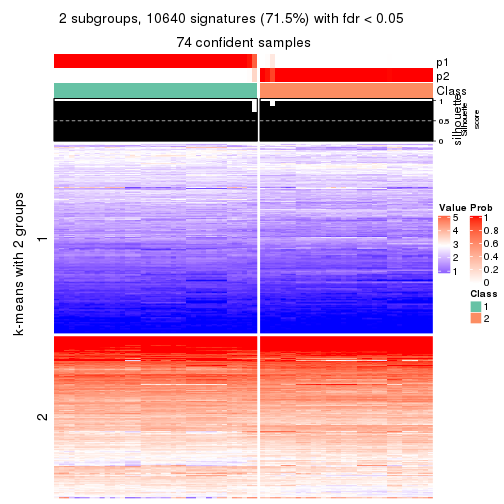 2 subgroups, 10640 signatures (71.5%) with fdr < 0.05
74 confident samples
p1
p2
Class
1
0.5
0
silhouette
Silhouette
score
k-means with 2 groups
1
2
Value
5
4
3
2
1
Prob
1
0.8
0.6
0.4
0.2
0
Class
1
2